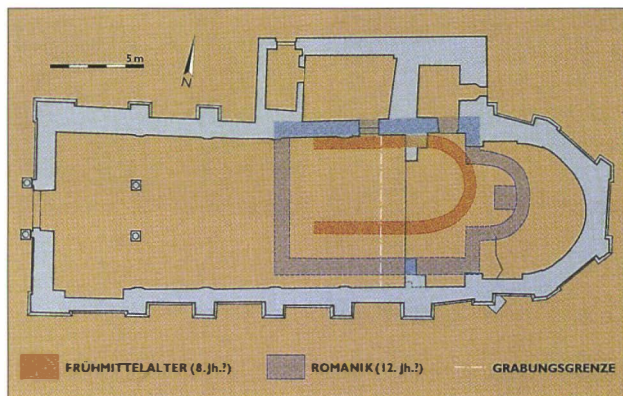 5 m
N
FRÜHMITTELALTER (8. Jh.?)
ROMANIK (12. Jh.?)
GRABUNGSGRENZE